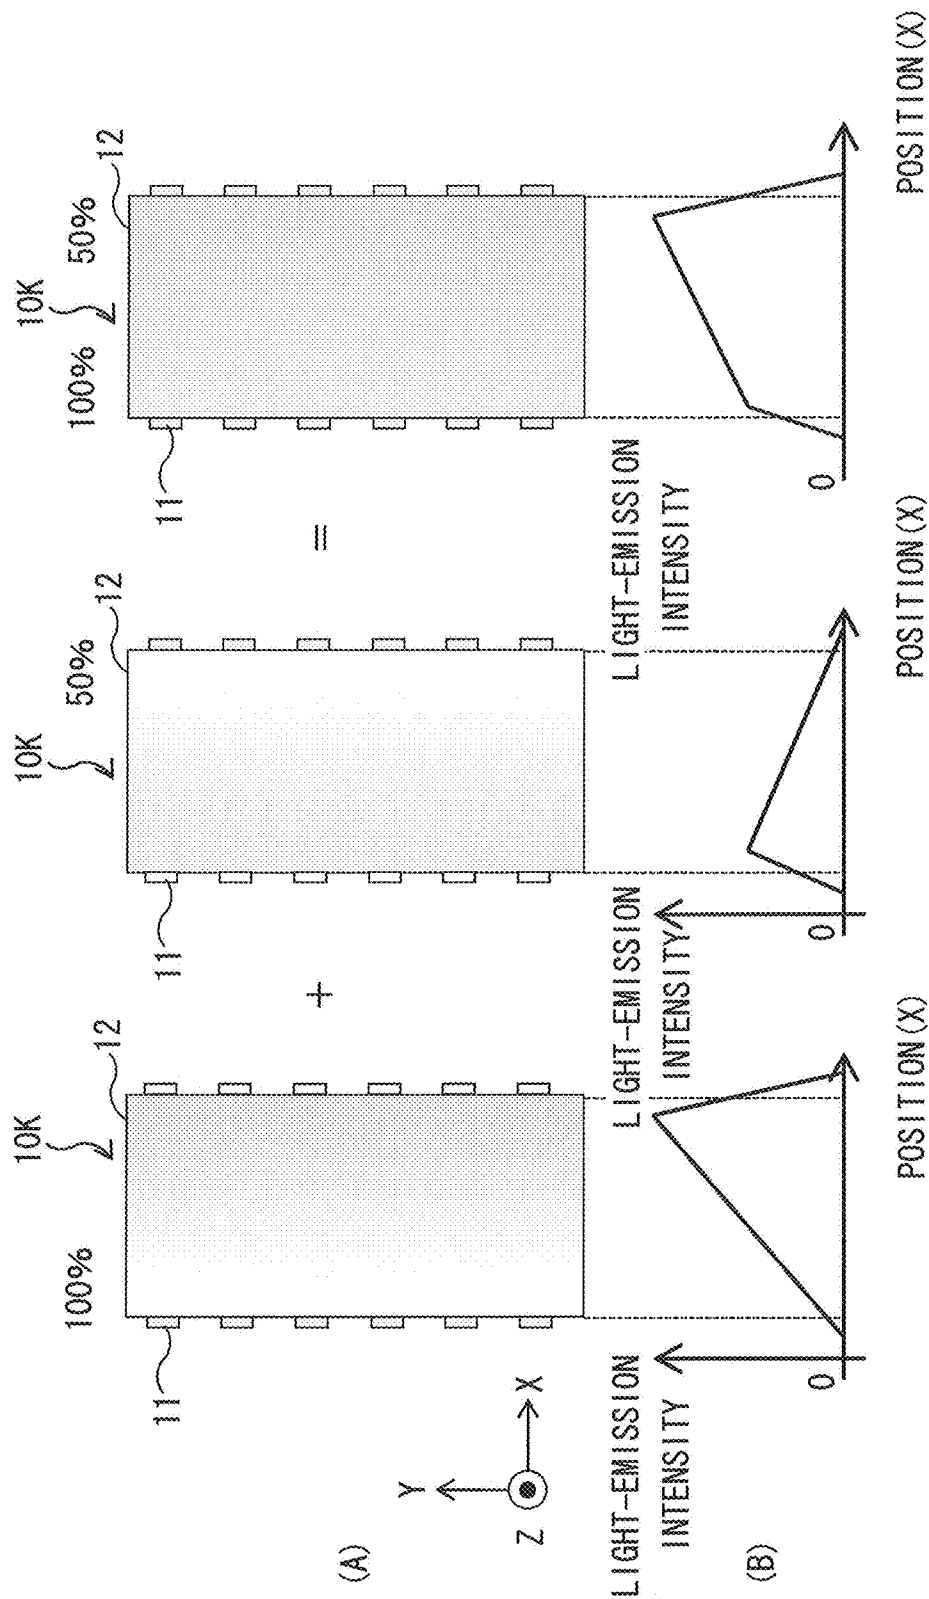 (A)
10K
100%
12
11
+
10K
50%
12
11
=
10K
100%
50%
12
11
Y
X
Z
(B)
LIGHT-EMISSION
INTENSITY
0
POSITION(X)
LIGHT-EMISSION
INTENSITY
0
POSITION(X)
LIGHT-EMISSION
INTENSITY
0
POSITION(X)